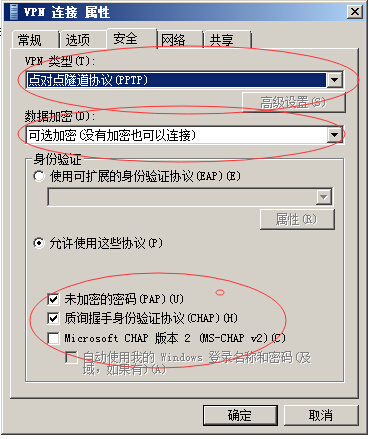 VPN 连接 属性
常规 选项 安全 网络 共享
VPN 类型(T):
点对点隧道协议(PPTP)
高级设置(S)
数据加密(D):
可选加密(没有加密也可以连接)
身份验证
使用可扩展的身份验证协议(EAP)(E)
属性(R)
允许使用这些协议(P)
未加密的密码(PAP)(U)
质询握手身份验证协议(CHAP)(H)
Microsoft CHAP 版本 2 (MS-CHAP v2)(C)
自动使用我的 Windows 登录名称和密码(及
域，如果有)(A)
确定 取消